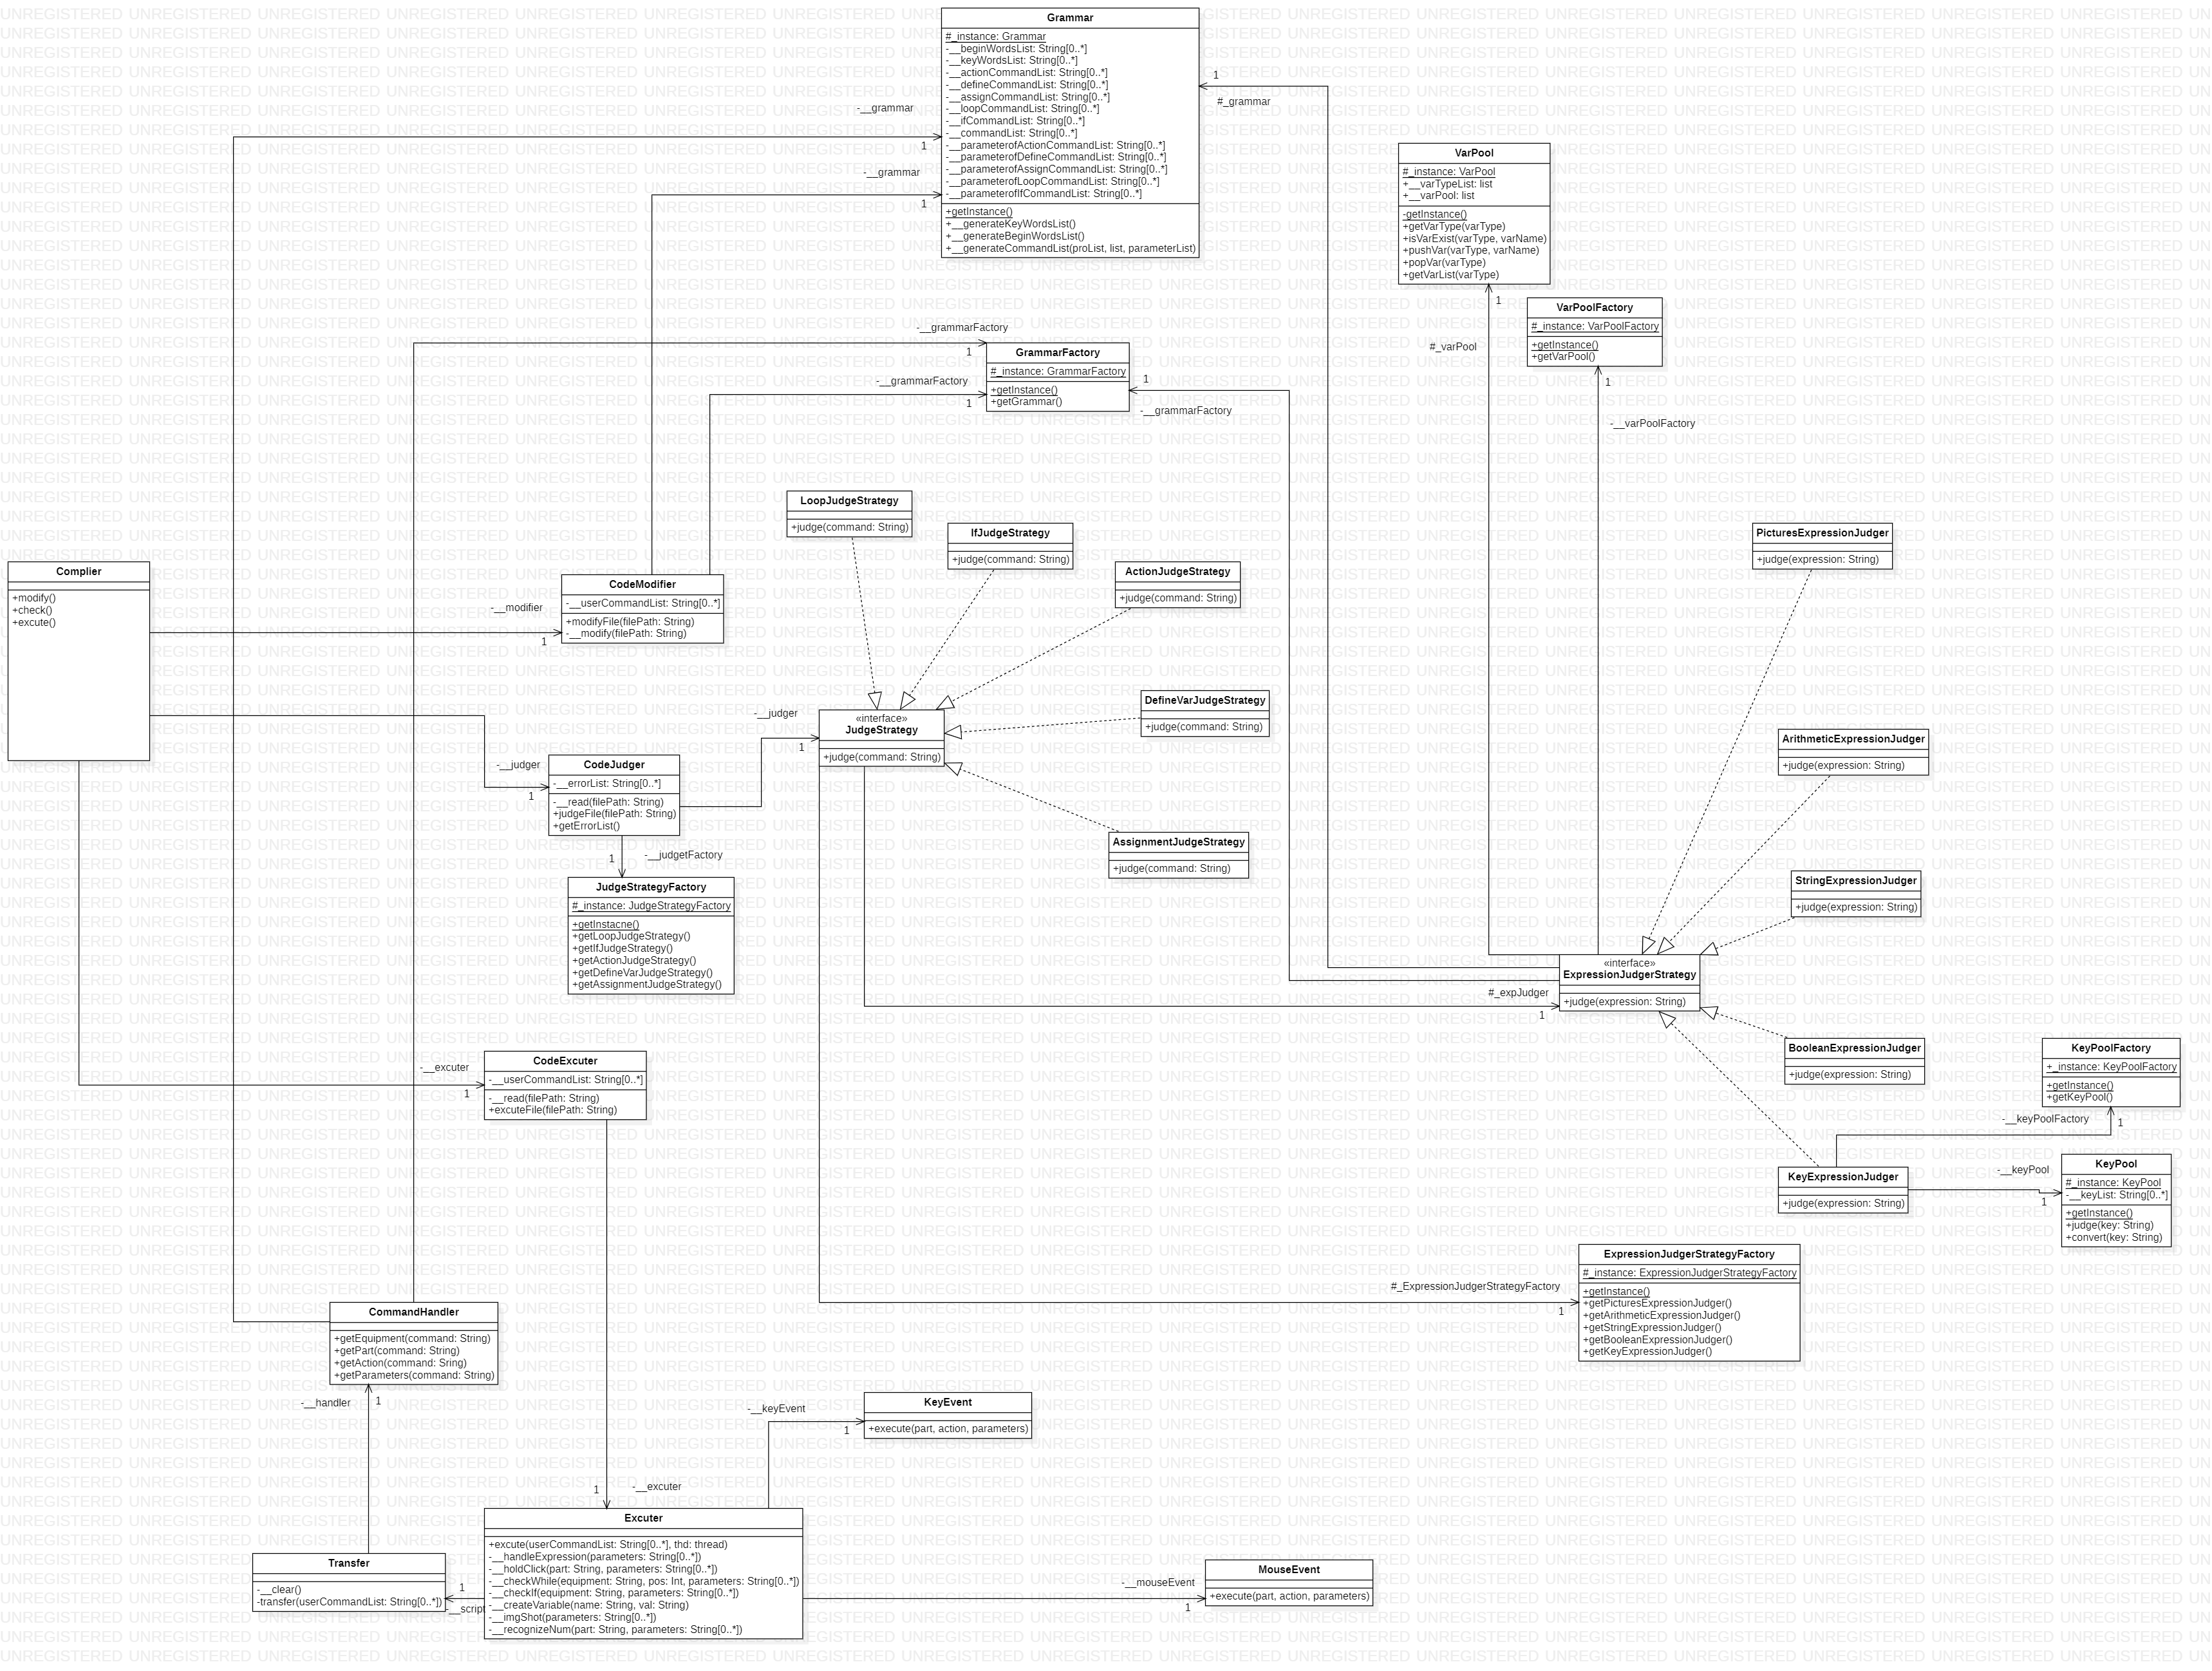 Grammar
#_instance: Grammar
-__beginWordsList: String[0..*]
-__keyWordsList: String[0..*]
-__actionCommandList: String[0..*]
-__defineCommandList: String[0..*]
-__assignCommandList: String[0..*]
-__loopCommandList: String[0..*]
-__ifCommandList: String[0..*]
-__commandList: String[0..*]
-__parameterofActionCommandList: String[0..*]
-__parameterofDefineCommandList: String[0..*]
-__parameterofAssignCommandList: String[0..*]
-__parameterofLoopCommandList: String[0..*]
-__parameterofIfCommandList: String[0..*]
+getInstance()
+__generateKeyWordsList()
+__generateBeginWordsList()
+__generateCommandList(proList, list, parameterList)
-__grammar
1
-__grammar
1
1
#_grammar
VarPool
#_instance: VarPool
+__varTypeList: list
+__varPool: list
-getInstance()
+getVarType(varType)
+isVarExist(varType, varName)
+pushVar(varType, varName)
+popVar(varType)
+getVarList(varType)
1
#_varPool
VarPoolFactory
#_instance: VarPoolFactory
+getInstance()
+getVarPool()
1
-__varPoolFactory
-__grammarFactory
1
GrammarFactory
#_instance: GrammarFactory
+getInstance()
+getGrammar()
-__grammarFactory
1
1
-__grammarFactory
LoopJudgeStrategy
+judge(command: String)
IfJudgeStrategy
+judge(command: String)
ActionJudgeStrategy
+judge(command: String)
PicturesExpressionJudger
+judge(expression: String)
Complier
+modify()
+check()
+excute()
-__modifier
1
CodeModifier
-__userCommandList: String[0..*]
+modifyFile(filePath: String)
-__modify(filePath: String)
DefineVarJudgeStrategy
+judge(command: String)
-__judger
1
«interface»
JudgeStrategy
+judge(command: String)
ArithmeticExpressionJudger
+judge(expression: String)
-__judger
1
CodeJudger
-__errorList: String[0..*]
-__read(filePath: String)
+judgeFile(filePath: String)
+getErrorList()
1
-__judgetFactory
AssignmentJudgeStrategy
+judge(command: String)
JudgeStrategyFactory
#_instance: JudgeStrategyFactory
+getInstacne()
+getLoopJudgeStrategy()
+getIfJudgeStrategy()
+getActionJudgeStrategy()
+getDefineVarJudgeStrategy()
+getAssignmentJudgeStrategy()
StringExpressionJudger
+judge(expression: String)
«interface»
ExpressionJudgerStrategy
+judge(expression: String)
#_expJudger
1
BooleanExpressionJudger
+judge(expression: String)
KeyPoolFactory
+_instance: KeyPoolFactory
+getInstance()
+getKeyPool()
-__keyPoolFactory
1
CodeExcuter
-__userCommandList: String[0..*]
-__read(filePath: String)
+excuteFile(filePath: String)
-__excuter
1
KeyExpressionJudger
+judge(expression: String)
-__keyPool
1
KeyPool
#_instance: KeyPool
-__keyList: String[0..*]
+getInstance()
+judge(key: String)
+convert(key: String)
ExpressionJudgerStrategyFactory
#_instance: ExpressionJudgerStrategyFactory
+getInstance()
+getPicturesExpressionJudger()
+getArithmeticExpressionJudger()
+getStringExpressionJudger()
+getBooleanExpressionJudger()
+getKeyExpressionJudger()
#_ExpressionJudgerStrategyFactory
1
CommandHandler
+getEquipment(command: String)
+getPart(command: String)
+getAction(command: Sring)
+getParameters(command: String)
-__handler
1
KeyEvent
+execute(part, action, parameters)
-__keyEvent
1
1
-__excuter
Excuter
+excute(userCommandList: String[0..*], thd: thread)
-__handleExpression(parameters: String[0..*])
-__holdClick(part: String, parameters: String[0..*])
-__checkWhile(equipment: String, pos: Int, parameters: String[0..*])
-__checkIf(equipment: String, parameters: String[0..*])
-__createVariable(name: String, val: String)
-__imgShot(parameters: String[0..*])
-__recognizeNum(part: String, parameters: String[0..*])
Transfer
-__clear()
-transfer(userCommandList: String[0..*])
1
-__script
-__mouseEvent
1
MouseEvent
+execute(part, action, parameters)